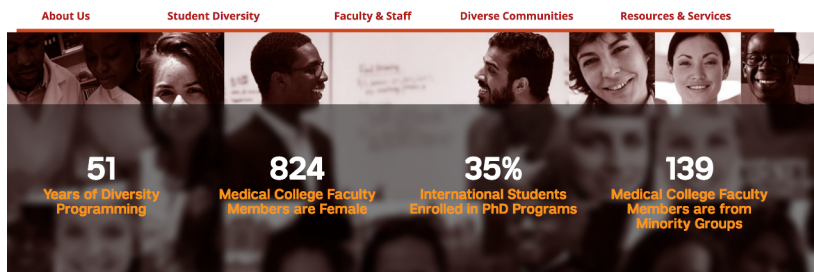 About Us
Student Diversity
Faculty & Staff
Diverse Communities
Resources & Services
51
Years of Diversity
Programming
824
Medical College Faculty
Members are Female
35%
International Students
Enrolled in PhD Programs
139
Medical College Faculty
Members are from
Minority Groups